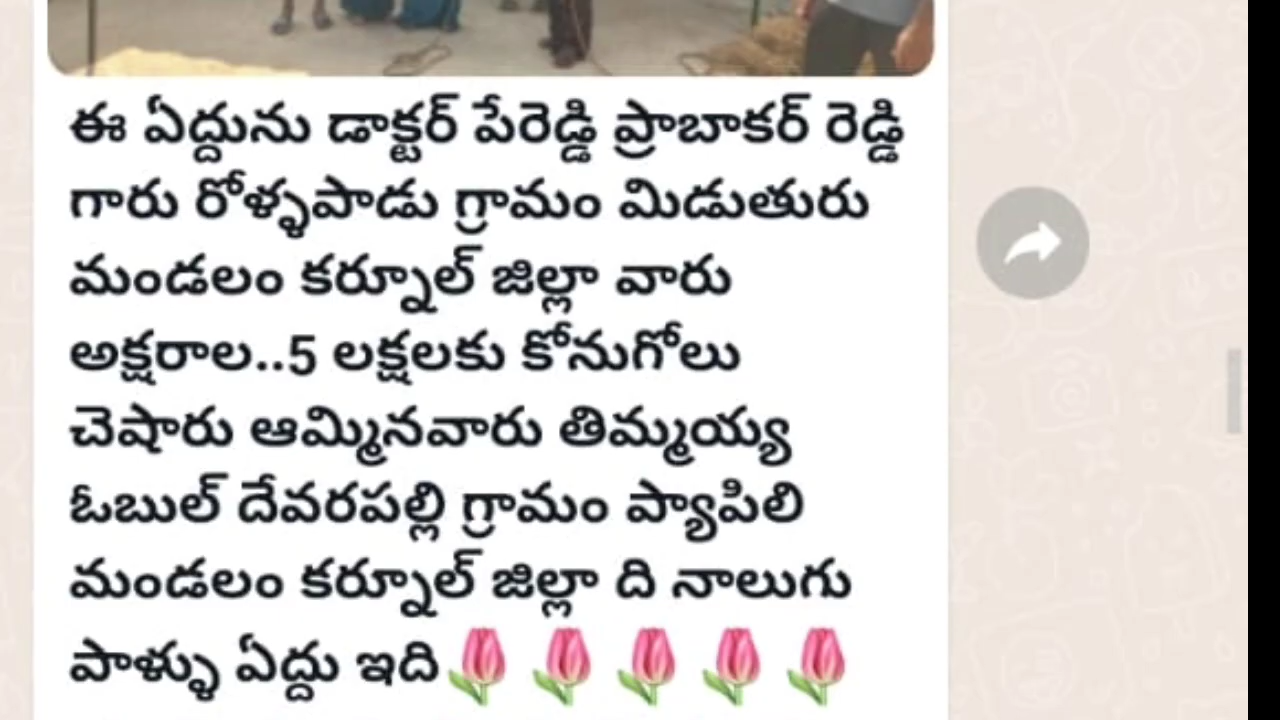 ఈ ఏద్దును డాక్టర్ పేరెడ్డి ప్రాబాకర్ రెడ్డి
గారు రోళ్ళపాడు గ్రామం మిడుతురు
మండలం కర్నూల్ జిల్లా వారు
అక్షరాల..5 లక్షలకు కోనుగోలు
చెషారు ఆమ్మినవారు తిమ్మయ్య
ఓబుల్ దేవరపల్లి గ్రామం ప్యాపిలి
మండలం కర్నూల్ జిల్లా ది నాలుగు
పాళ్ళు ఏద్దు ఇది🌷🌷🌷🌷🌷